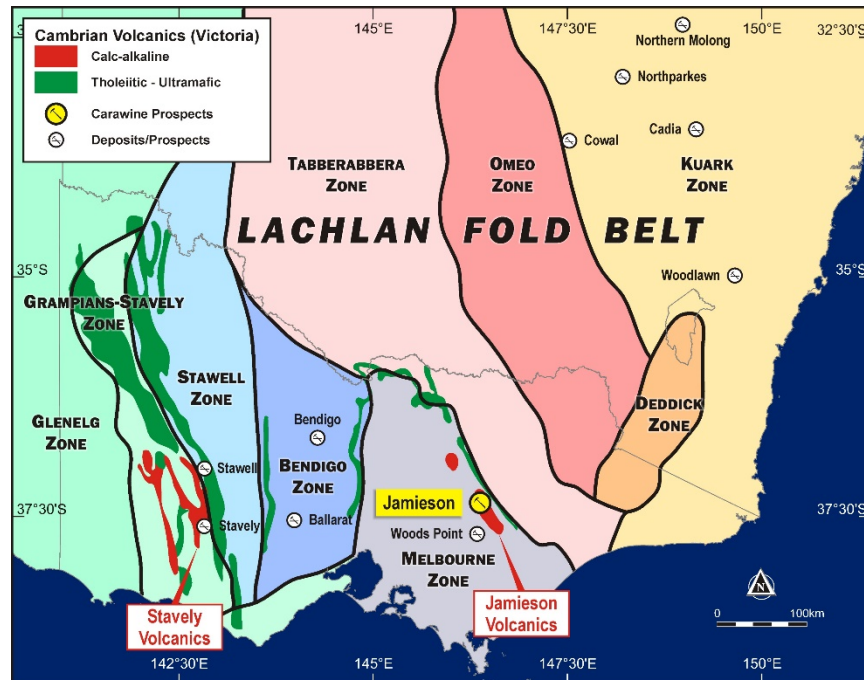 Cambrian Volcanics (Victoria)
Calc-alkaline
Tholeiitic - Ultramafic
Carawine Prospects
Deposits/Prospects
145°E
147°30'E
150°E
32°30'S
Northern Molong
Northparkes
Cadia
Cowal
TABBERABBERA
ZONE
OMEO
ZONE
KUARK
ZONE
LACHLAN FOLD BELT
35°S
35°S
Woodlawn
GRAMPIANS-STAVELY
ZONE
STAWELL
ZONE
GLENELG
ZONE
DEDDICK
ZONE
Bendigo
BENDIGO
ZONE
Stawell
Stavely
Ballarat
Jamieson
Woods Point
MELBOURNE
ZONE
37°30'S
37°30'S
Stavely
Volcanics
Jamieson
Volcanics
N
0 100km
142°30'E
145°E
147°30'E
150°E